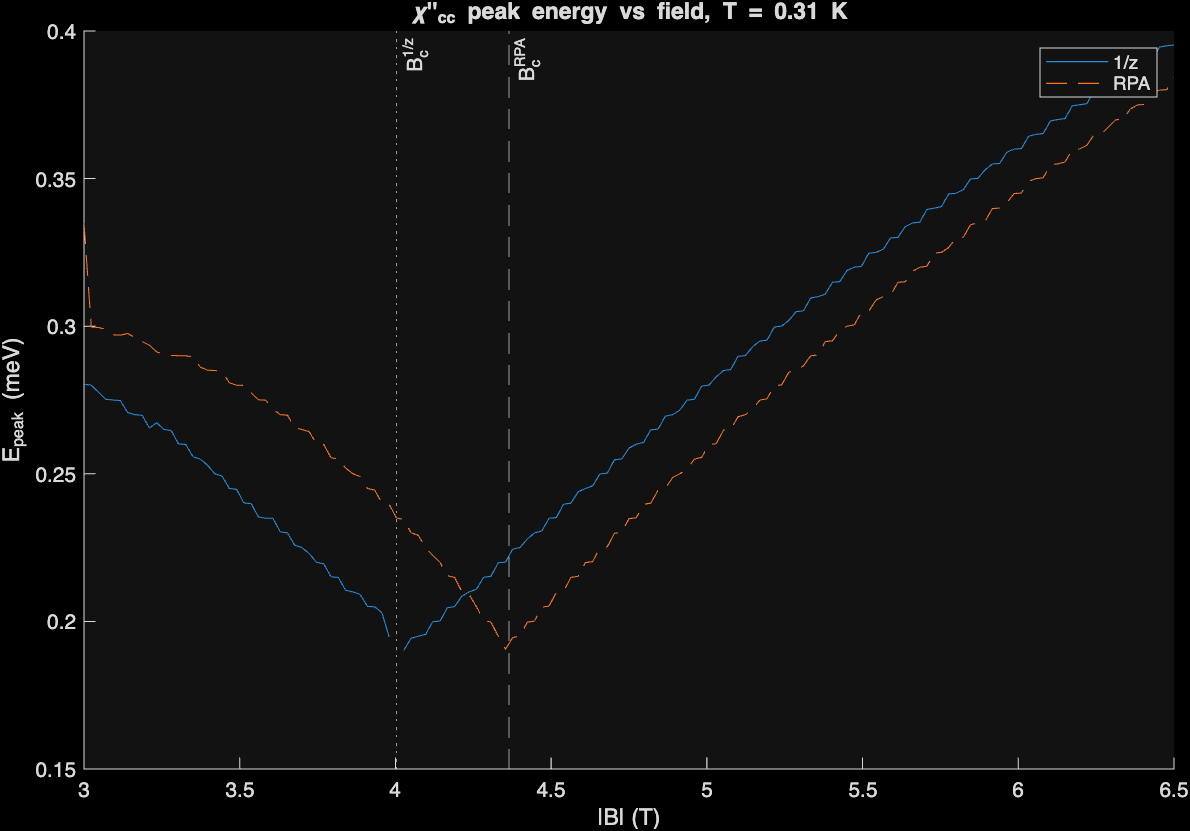 χ"cc peak energy vs field, T = 0.31 K
0.4
0.35
0.3
0.25
0.2
0.15
E_peak (meV)
B_c^1/z
B_c^RPA
1/z
RPA
3
3.5
4
4.5
5
5.5
6
6.5
|B| (T)